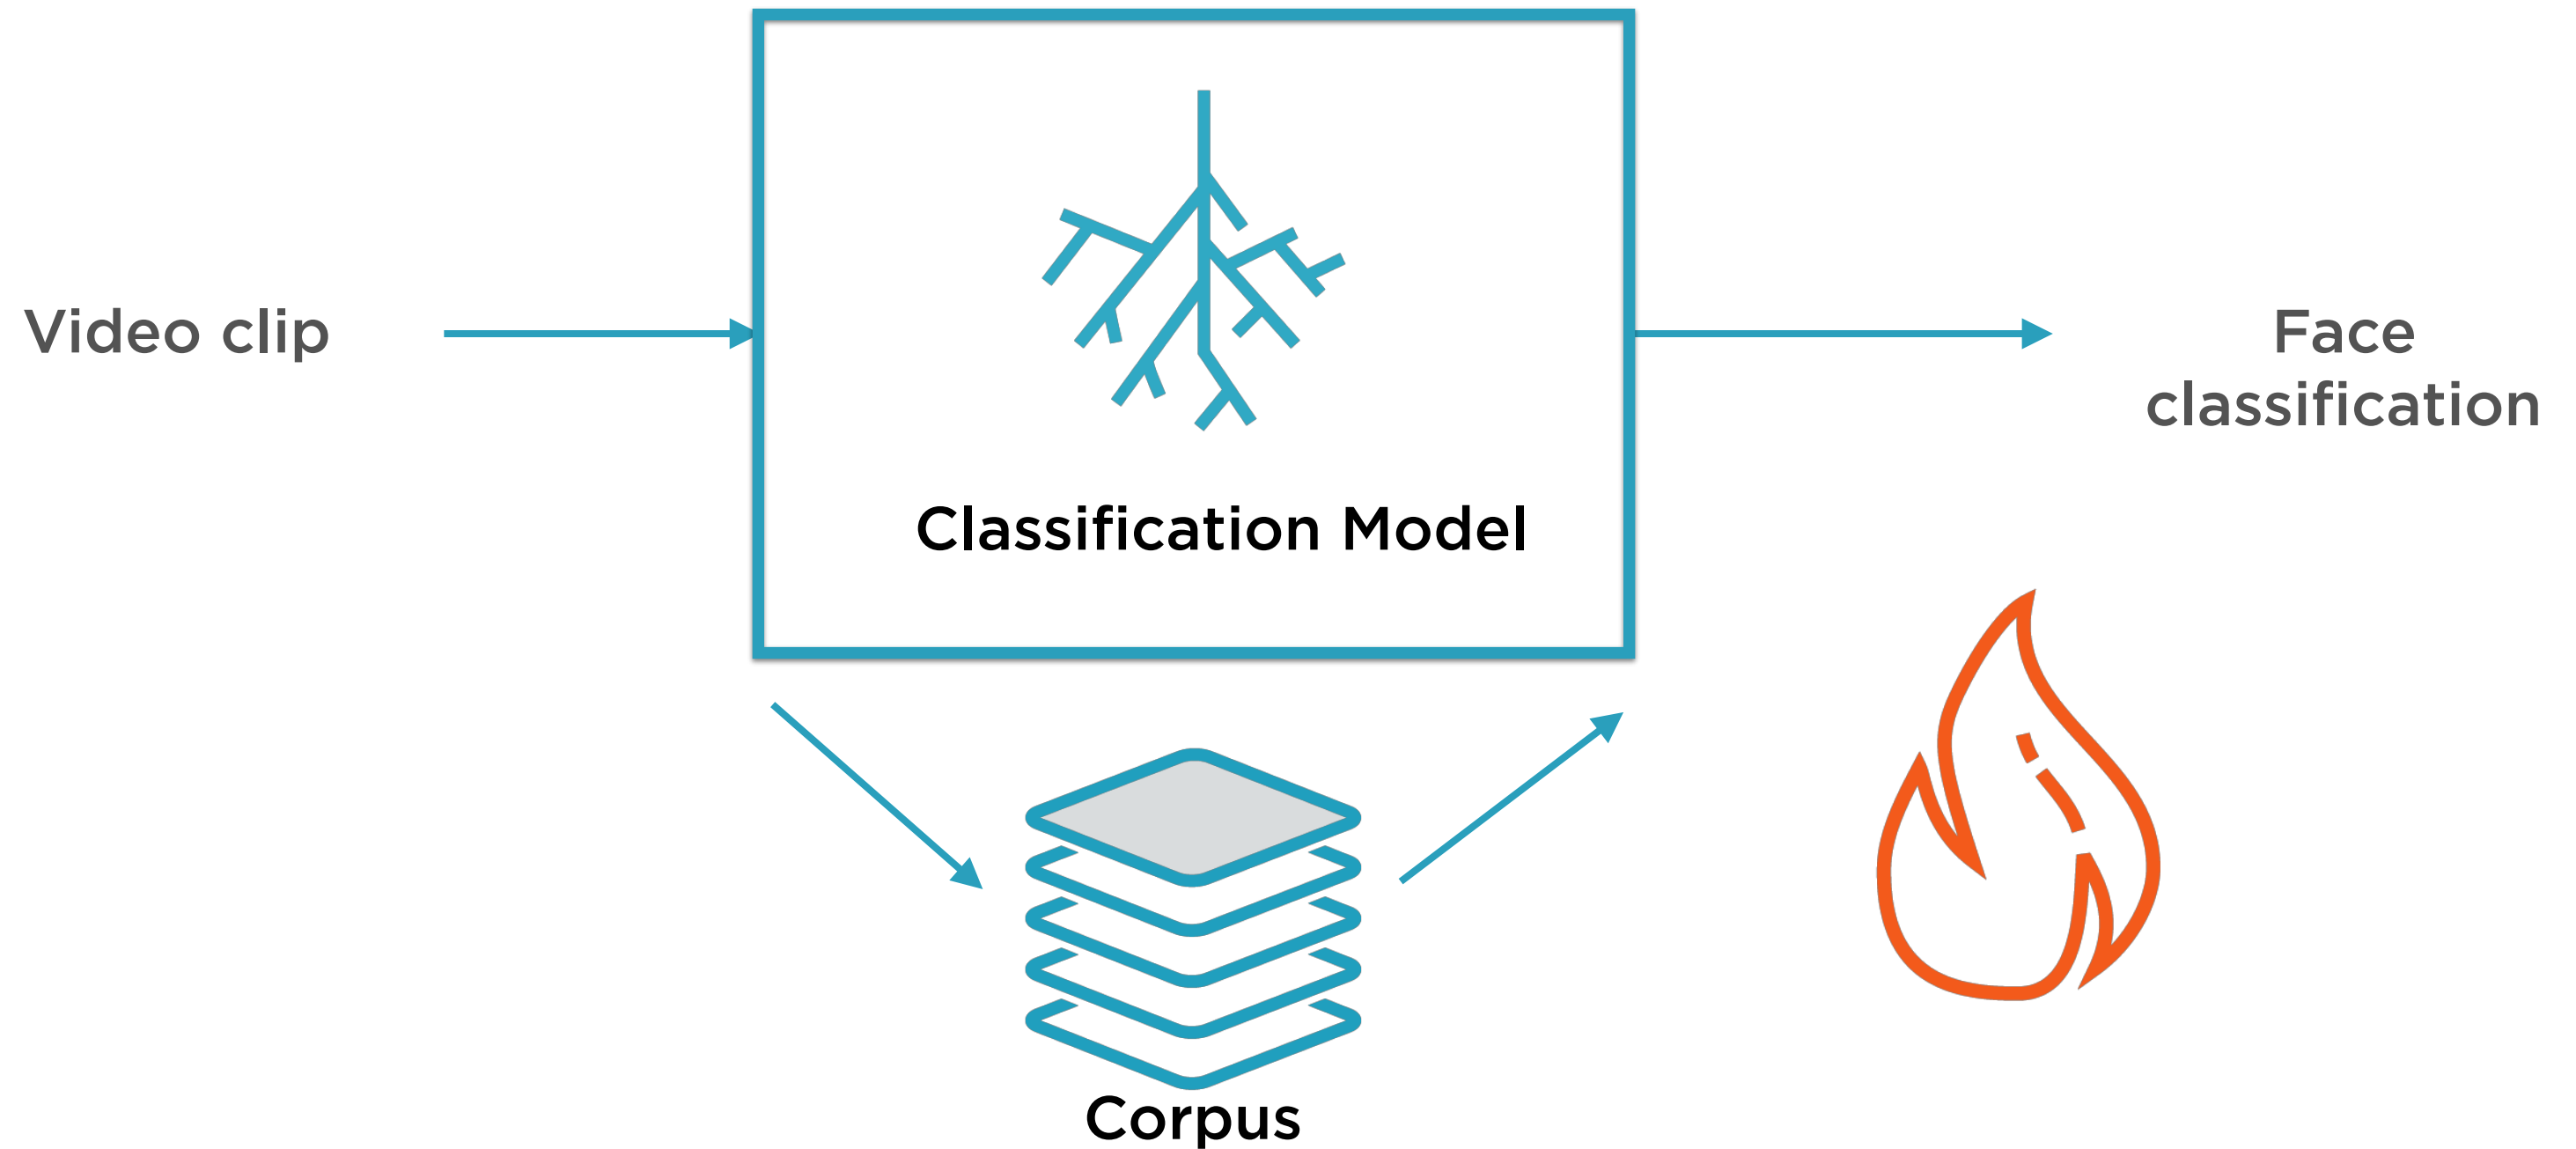 Video clip
Classification Model
Face
classification
Corpus